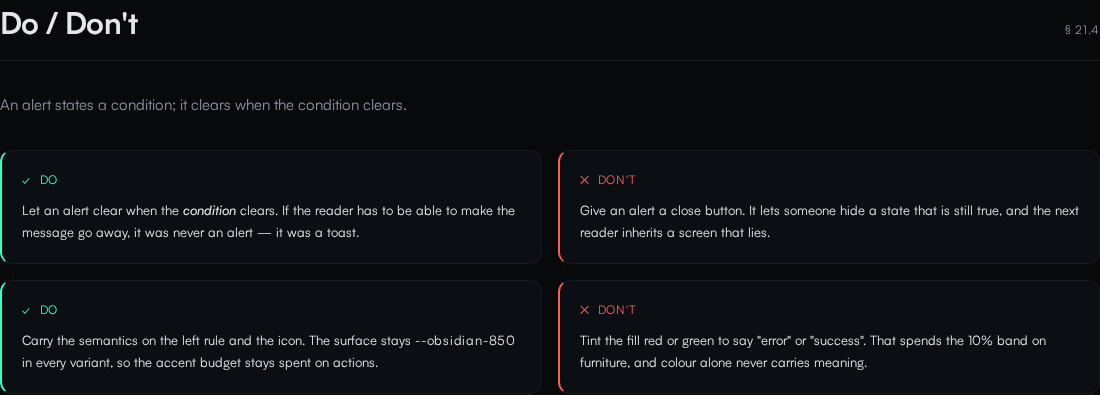 Do / Don't
§ 21.4
An alert states a condition; it clears when the condition clears.
✓ DO
Let an alert clear when the condition clears. If the reader has to be able to make the
message go away, it was never an alert — it was a toast.
✕ DON'T
Give an alert a close button. It lets someone hide a state that is still true, and the next
reader inherits a screen that lies.
✓ DO
Carry the semantics on the left rule and the icon. The surface stays --obsidian-850
in every variant, so the accent budget stays spent on actions.
✕ DON'T
Tint the fill red or green to say "error" or "success". That spends the 10% band on
furniture, and colour alone never carries meaning.